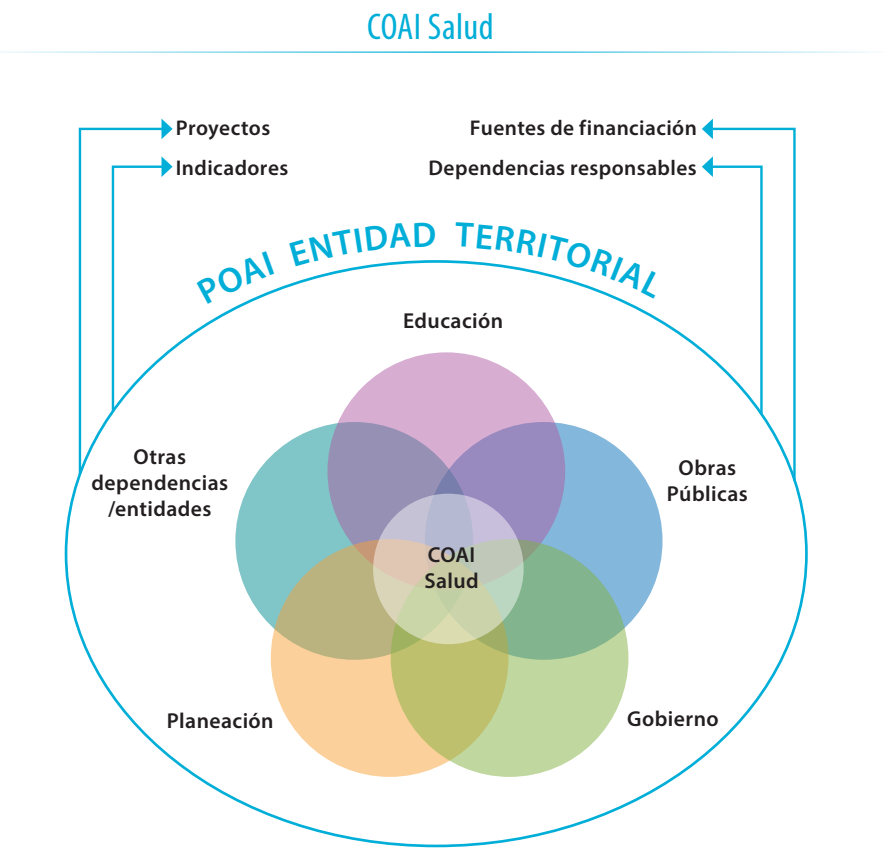 COAI Salud
Proyectos
Fuentes de financiación
Indicadores
Dependencias responsables
POAI ENTIDAD TERRITORIAL
Educación
Otras
dependencias
/entidades
Obras
Públicas
COAI
Salud
Planeación
Gobierno